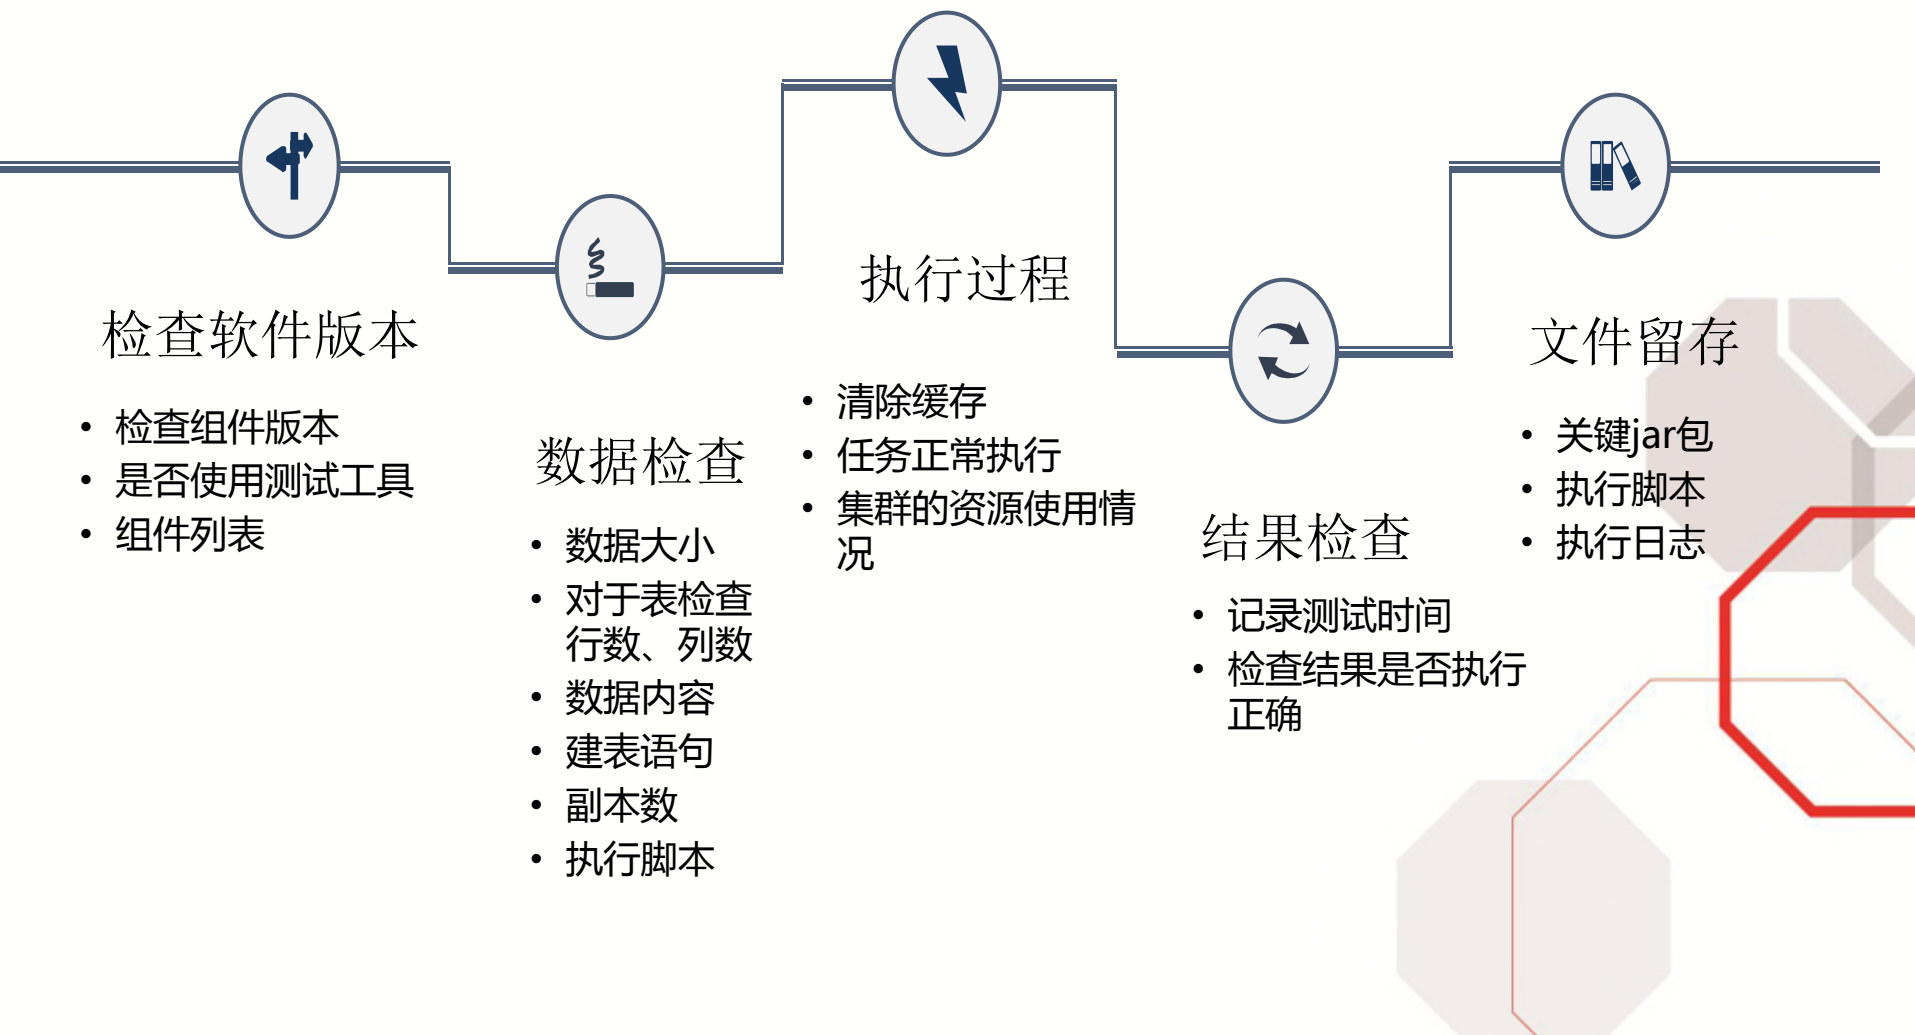 检查软件版本
• 检查组件版本
• 是否使用测试工具
• 组件列表
数据检查
• 数据大小
• 对于表检查
行数、列数
• 数据内容
• 建表语句
• 副本数
• 执行脚本
执行过程
• 清除缓存
• 任务正常执行
• 集群的资源使用情
况
结果检查
• 记录测试时间
• 检查结果是否执行
正确
文件留存
• 关键jar包
• 执行脚本
• 执行日志